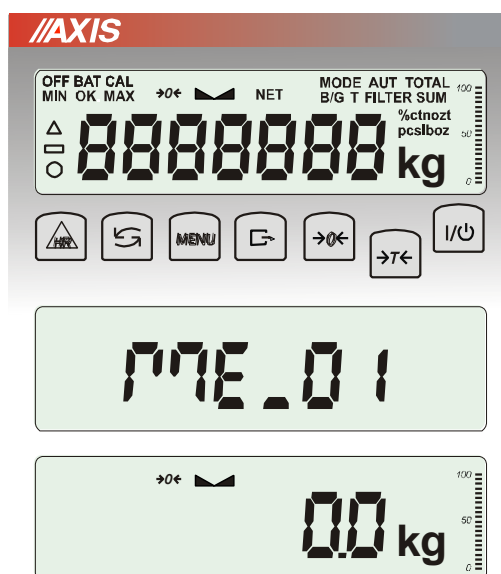 //AXIS
OFF BAT CAL MODE AUT TOTAL 100
MIN OK MAX →0← NET B/G T FILTER SUM
%ctnozt
pcslboz 50
8888888 kg
0
HR MENU →0← →T← I/
ME_01
→0← 100
50
0.0 kg
0